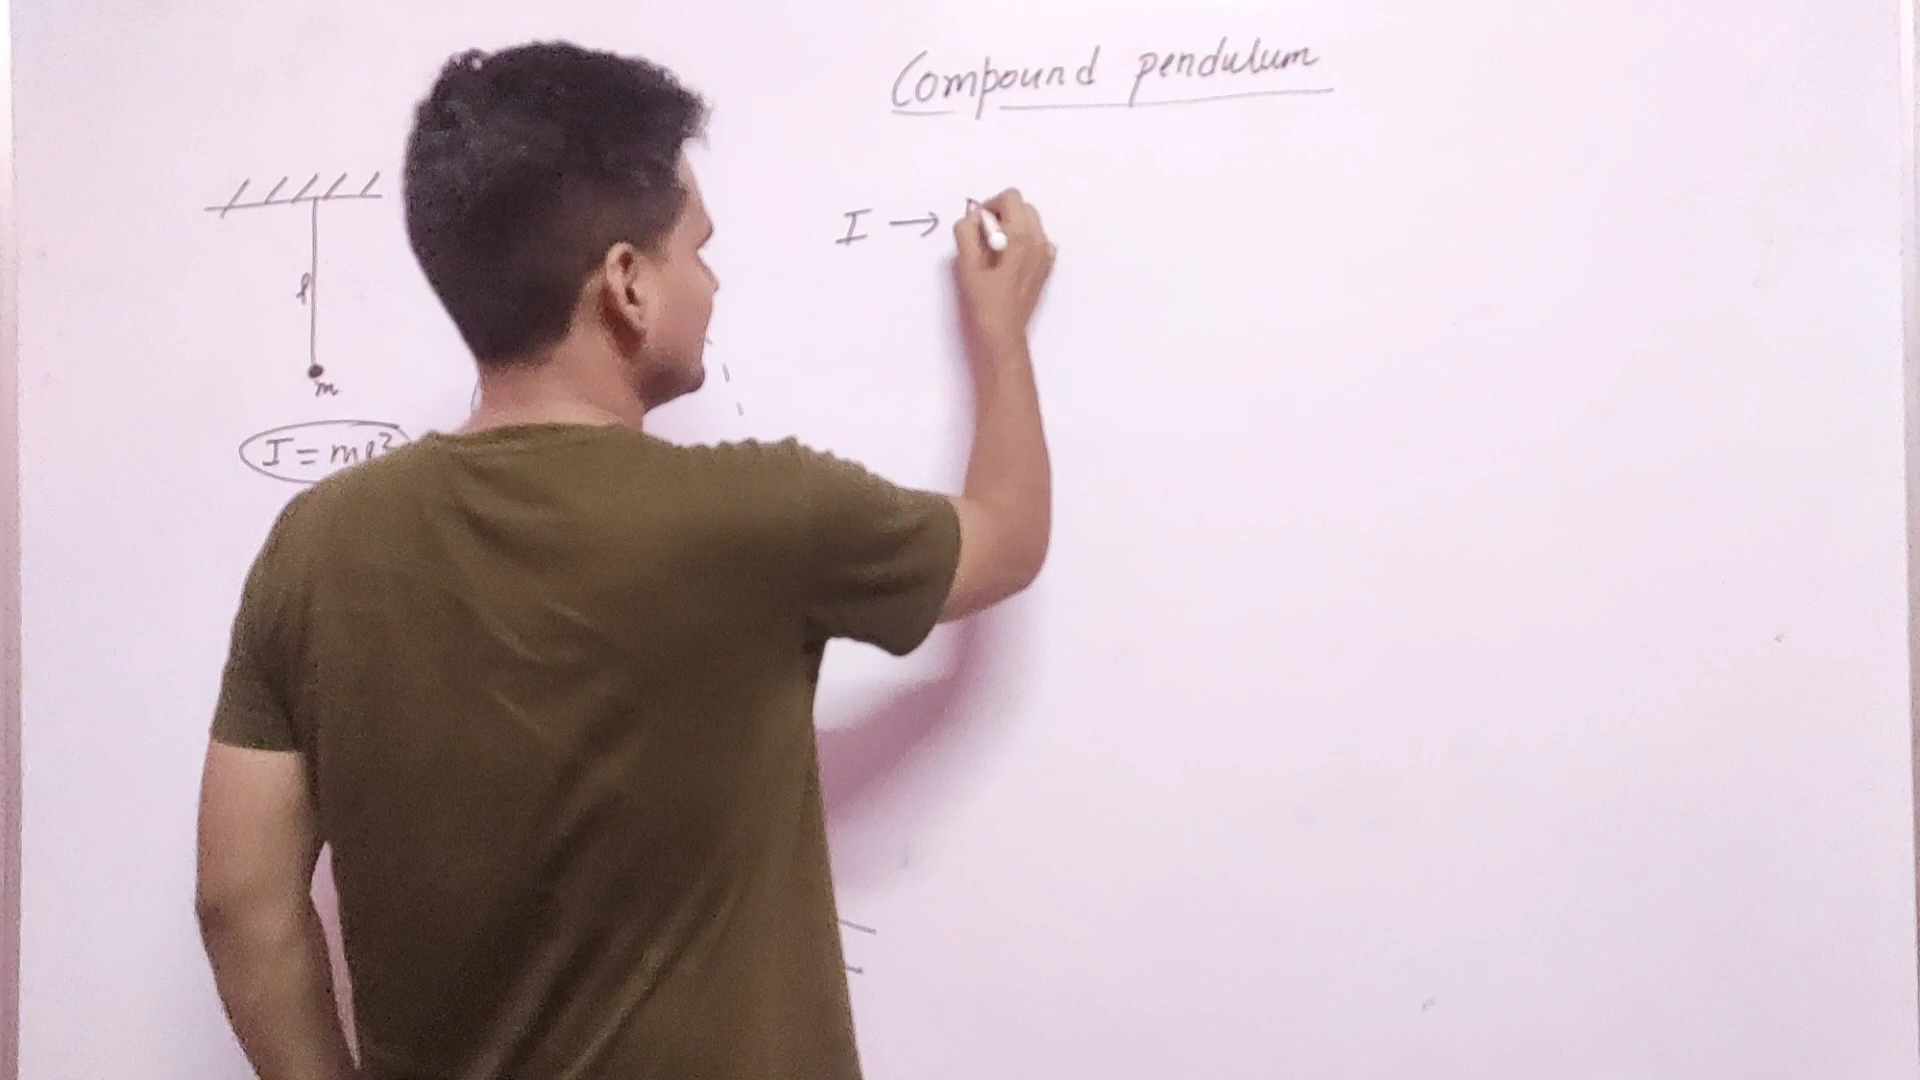 Compound pendulum
I →
l
m
I = ml²